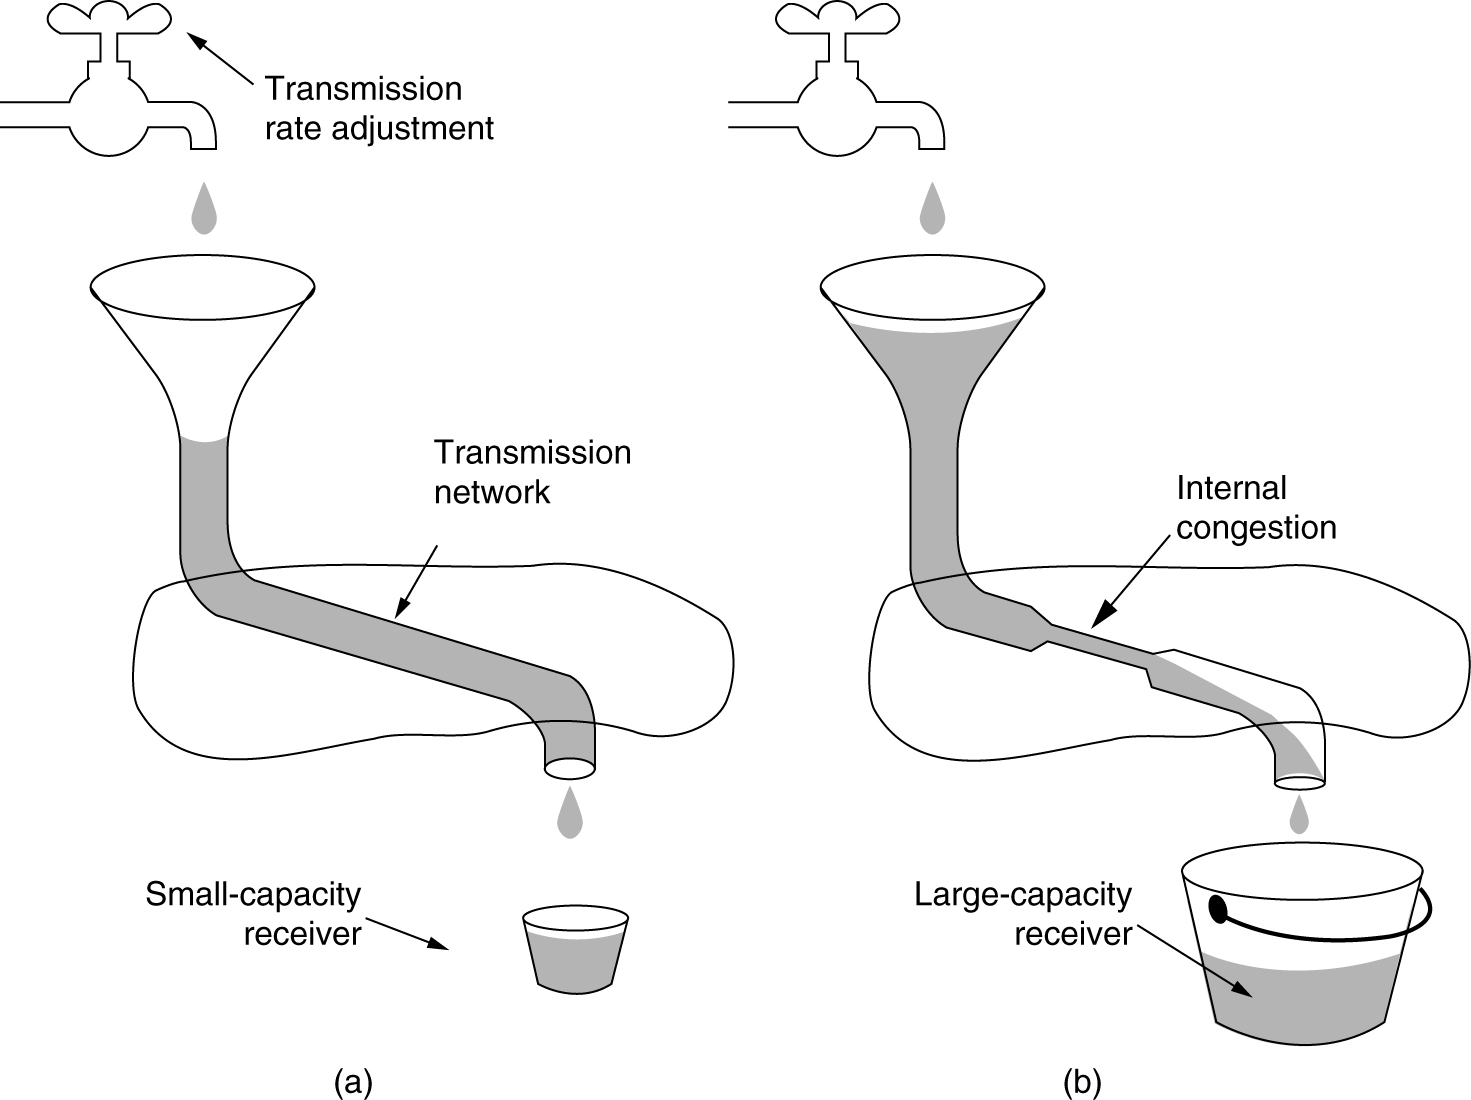 Transmission
rate adjustment
Transmission
network
Small-capacity
receiver
(a)
Internal
congestion
Large-capacity
receiver
(b)